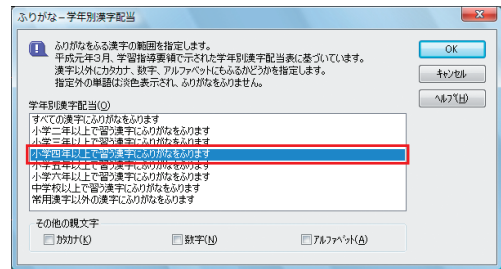 ふりがな－学年別漢字配当
ふりがなをふる漢字の範囲を指定します。
平成元年3月、学習指導要領で示された学年別漢字配当表に基づいています。
漢字以外にカタカナ、数字、アルファベットにもふるかどうかを指定します。
指定外の単語は淡色表示され、ふりがなをふりません。
OK
キャンセル
ヘルプ(H)
学年別漢字配当(O)
すべての漢字にふりがなをふります
小学二年以上で習う漢字にふりがなをふります
小学三年以上で習う漢字にふりがなをふります
小学四年以上で習う漢字にふりがなをふります
小学五年以上で習う漢字にふりがなをふります
小学六年以上で習う漢字にふりがなをふります
中学校以上で習う漢字にふりがなをふります
常用漢字以外の漢字にふりがなをふります
その他の親文字
カタカナ(K)
数字(N)
アルファベット(A)